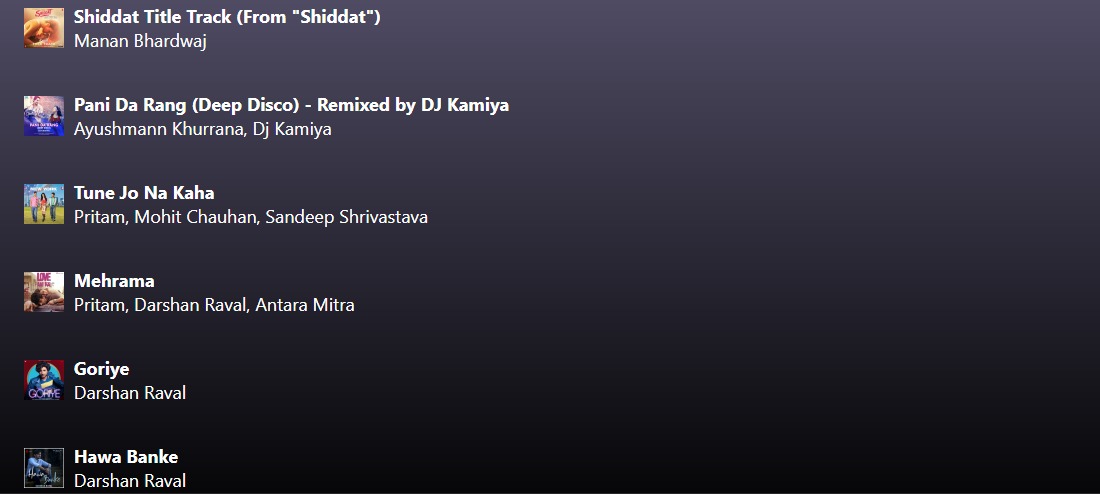 Shiddat Title Track (From "Shiddat")
Manan Bhardwaj
Pani Da Rang (Deep Disco) - Remixed by DJ Kamiya
Ayushmann Khurrana, Dj Kamiya
Tune Jo Na Kaha
Pritam, Mohit Chauhan, Sandeep Shrivastava
Mehrama
Pritam, Darshan Raval, Antara Mitra
Goriye
Darshan Raval
GORIYE
Hawa Banke
Darshan Raval